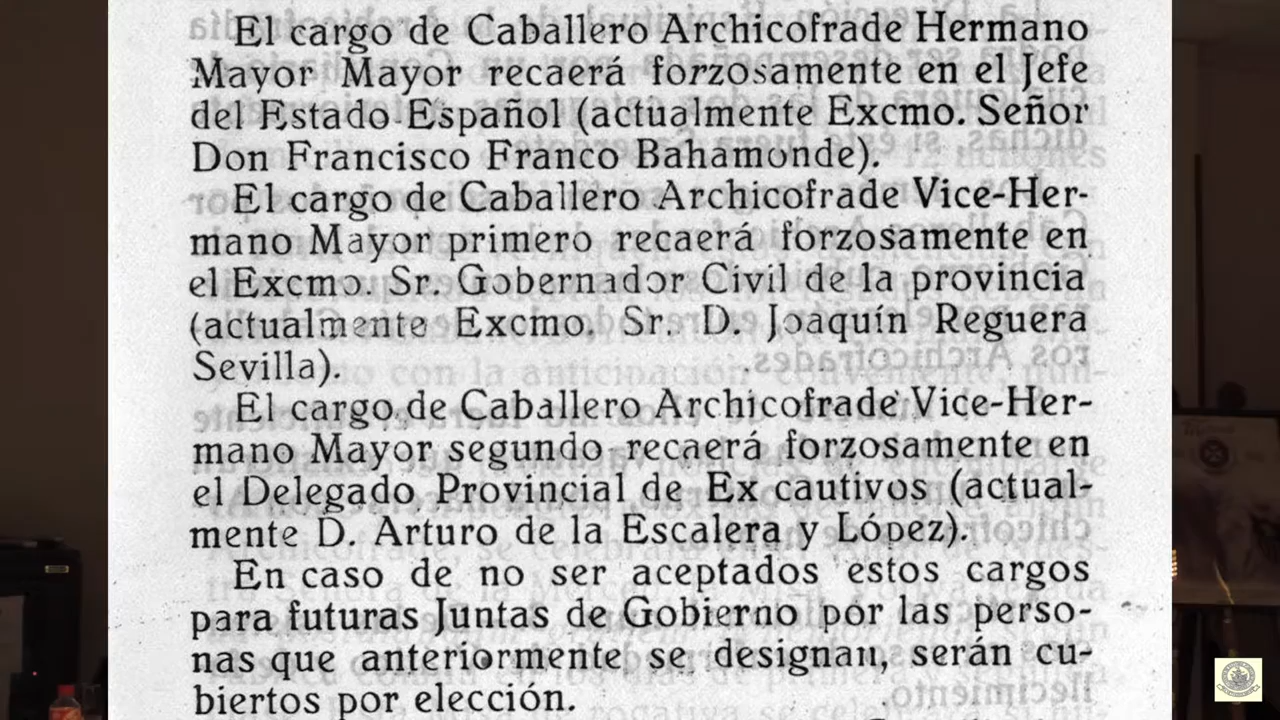 El cargo de Caballero Archicofrade Hermano
Mayor Mayor recaerá forzosamente en el Jefe
del Estado Español (actualmente Excmo. Señor
Don Francisco Franco Bahamonde).
El cargo de Caballero Archicofrade Vice-Her-
mano Mayor primero recaerá forzosamente en
el Excmo. Sr. Gobernador Civil de la provincia
(actualmente Excmo. Sr. D. Joaquín Reguera
Sevilla).
El cargo de Caballero Archicofrade Vice-Her-
mano Mayor segundo recaerá forzosamente en
el Delegado Provincial de Ex cautivos (actual-
mente D. Arturo de la Escalera y López).
En caso de no ser aceptados estos cargos
para futuras Juntas de Gobierno por las perso-
nas que anteriormente se designan, serán cu-
biertos por elección.